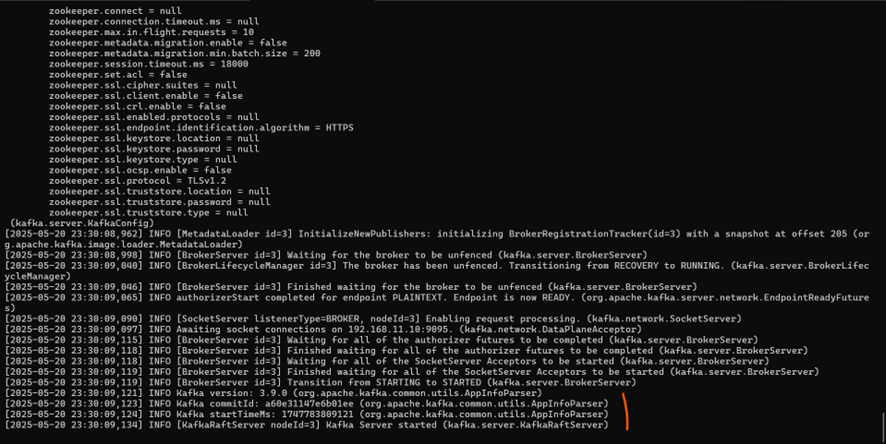 zookeeper.connect = null
zookeeper.connection.timeout.ms = null
zookeeper.max.in.flight.requests = 10
zookeeper.metadata.migration.enable = false
zookeeper.metadata.migration.min.batch.size = 200
zookeeper.session.timeout.ms = 18000
zookeeper.set.acl = false
zookeeper.ssl.cipher.suites = null
zookeeper.ssl.client.enable = false
zookeeper.ssl.crl.enable = false
zookeeper.ssl.enabled.protocols = null
zookeeper.ssl.endpoint.identification.algorithm = HTTPS
zookeeper.ssl.keystore.location = null
zookeeper.ssl.keystore.password = null
zookeeper.ssl.keystore.type = null
zookeeper.ssl.ocsp.enable = false
zookeeper.ssl.protocol = TLSv1.2
zookeeper.ssl.truststore.location = null
zookeeper.ssl.truststore.password = null
zookeeper.ssl.truststore.type = null
(kafka.server.KafkaConfig)
[2025-05-20 23:30:08,962] INFO [MetadataLoader id=3] InitializeNewPublishers: initializing BrokerRegistrationTracker(id=3) with a snapshot at offset 205 (or
g.apache.kafka.image.loader.MetadataLoader)
[2025-05-20 23:30:08,998] INFO [BrokerServer id=3] Waiting for the broker to be unfenced (kafka.server.BrokerServer)
[2025-05-20 23:30:09,040] INFO [BrokerLifecycleManager id=3] The broker has been unfenced. Transitioning from RECOVERY to RUNNING. (kafka.server.BrokerLifec
ycleManager)
[2025-05-20 23:30:09,046] INFO [BrokerServer id=3] Finished waiting for the broker to be unfenced (kafka.server.BrokerServer)
[2025-05-20 23:30:09,065] INFO authorizerStart completed for endpoint PLAINTEXT. Endpoint is now READY. (org.apache.kafka.server.network.EndpointReadyFuture
s)
[2025-05-20 23:30:09,090] INFO [SocketServer listenerType=BROKER, nodeId=3] Enabling request processing. (kafka.network.SocketServer)
[2025-05-20 23:30:09,097] INFO Awaiting socket connections on 192.168.11.10:9095. (kafka.network.DataPlaneAcceptor)
[2025-05-20 23:30:09,115] INFO [BrokerServer id=3] Waiting for all of the authorizer futures to be completed (kafka.server.BrokerServer)
[2025-05-20 23:30:09,118] INFO [BrokerServer id=3] Finished waiting for all of the authorizer futures to be completed (kafka.server.BrokerServer)
[2025-05-20 23:30:09,118] INFO [BrokerServer id=3] Waiting for all of the SocketServer Acceptors to be started (kafka.server.BrokerServer)
[2025-05-20 23:30:09,119] INFO [BrokerServer id=3] Finished waiting for all of the SocketServer Acceptors to be started (kafka.server.BrokerServer)
[2025-05-20 23:30:09,119] INFO [BrokerServer id=3] Transition from STARTING to STARTED (kafka.server.BrokerServer)
[2025-05-20 23:30:09,121] INFO Kafka version: 3.9.0 (org.apache.kafka.common.utils.AppInfoParser)
[2025-05-20 23:30:09,123] INFO Kafka commitId: a60e31147e6b01ee (org.apache.kafka.common.utils.AppInfoParser)
[2025-05-20 23:30:09,124] INFO Kafka startTimeMs: 1747783809121 (org.apache.kafka.common.utils.AppInfoParser)
[2025-05-20 23:30:09,134] INFO [KafkaRaftServer nodeId=3] Kafka Server started (kafka.server.KafkaRaftServer)